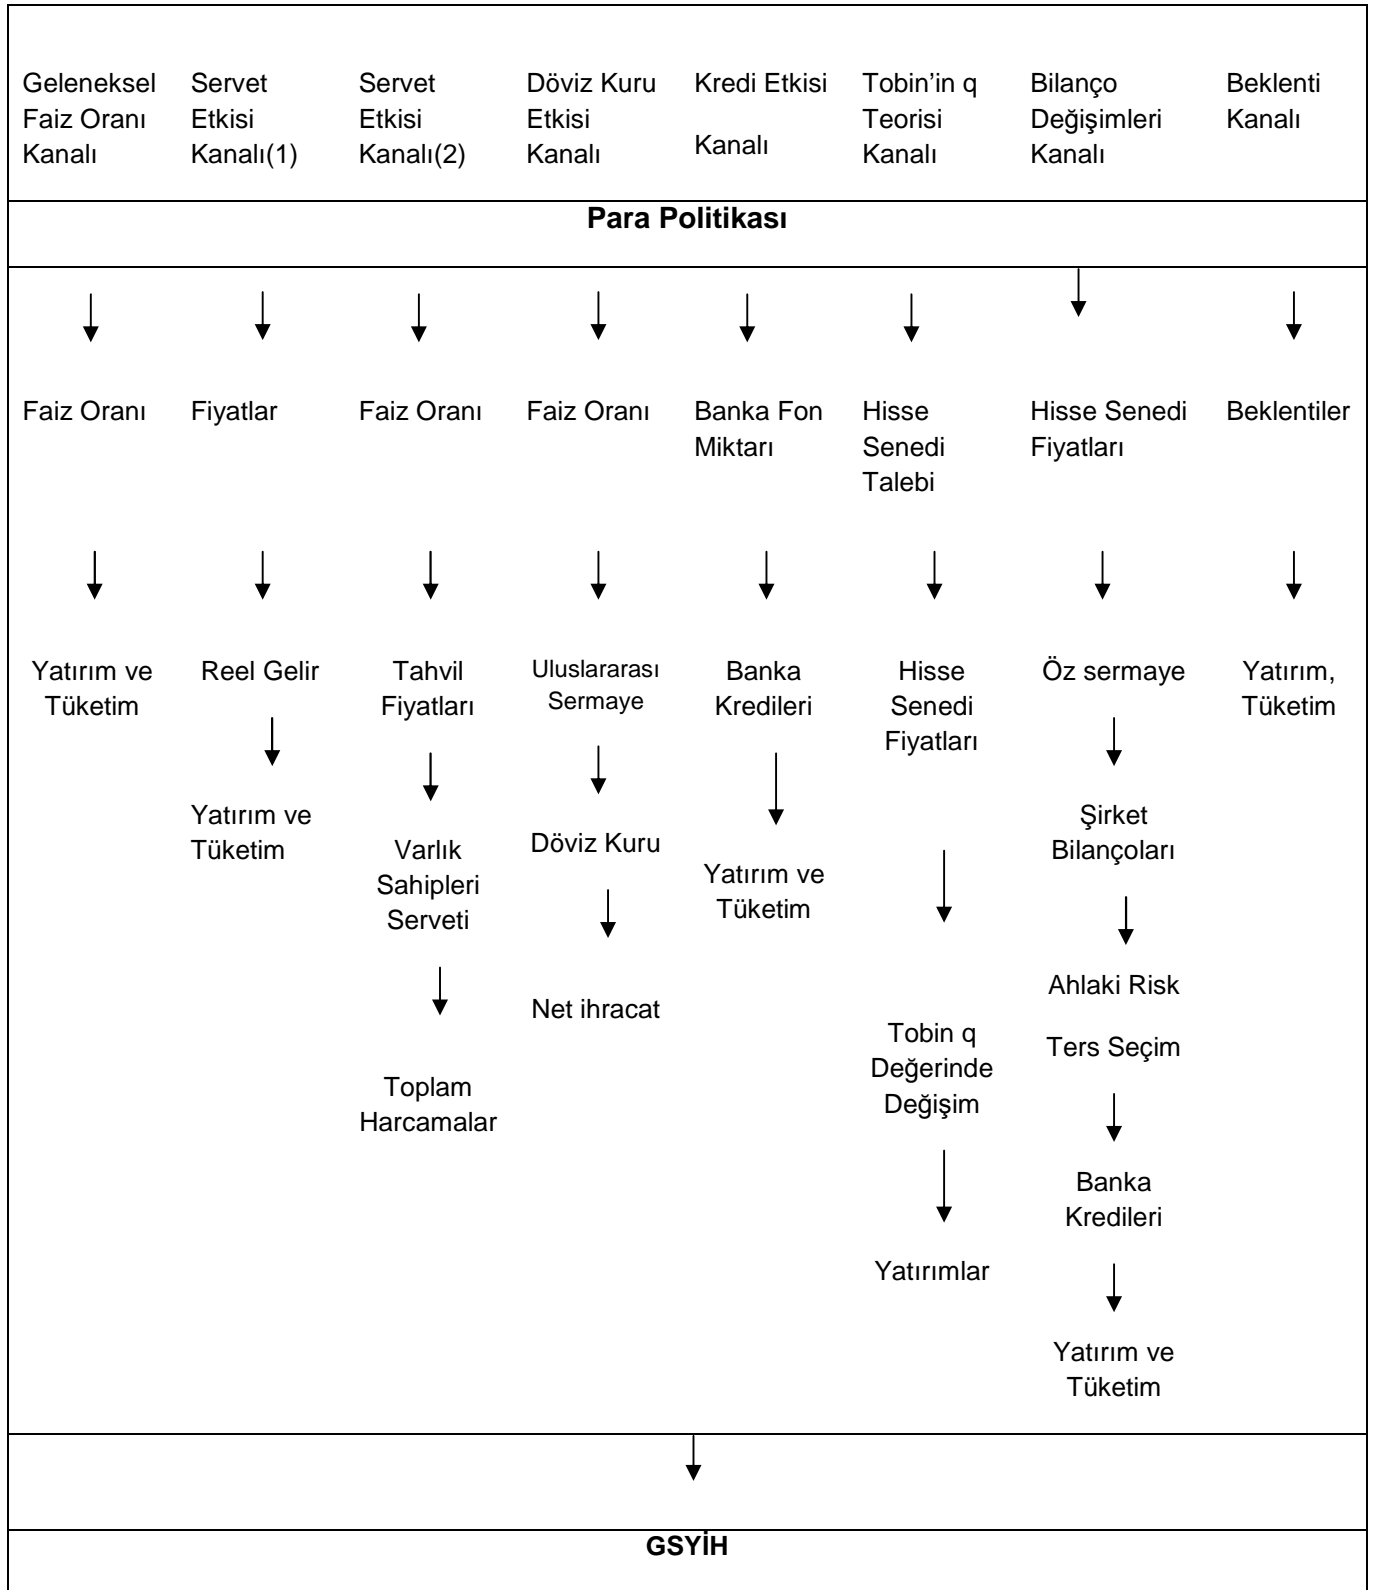 Geleneksel
Faiz Oranı
Kanalı
Servet
Etkisi
Kanalı(1)
Servet
Etkisi
Kanalı(2)
Döviz Kuru
Etkisi
Kanalı
Kredi Etkisi
Kanalı
Tobin’in q
Teorisi
Kanalı
Bilanço
Değişimleri
Kanalı
Beklenti
Kanalı
Para Politikası
Faiz Oranı
Fiyatlar
Faiz Oranı
Faiz Oranı
Banka Fon
Miktarı
Hisse
Senedi
Talebi
Hisse Senedi
Fiyatları
Beklentiler
Yatırım ve
Tüketim
Reel Gelir
Yatırım ve
Tüketim
Tahvil
Fiyatları
Varlık
Sahipleri
Serveti
Toplam
Harcamalar
Uluslararası
Sermaye
Döviz Kuru
Net ihracat
Banka
Kredileri
Yatırım ve
Tüketim
Hisse
Senedi
Fiyatları
Tobin q
Değerinde
Değişim
Yatırımlar
Öz sermaye
Şirket
Bilançoları
Ahlaki Risk
Ters Seçim
Banka
Kredileri
Yatırım ve
Tüketim
Yatırım,
Tüketim
GSYİH